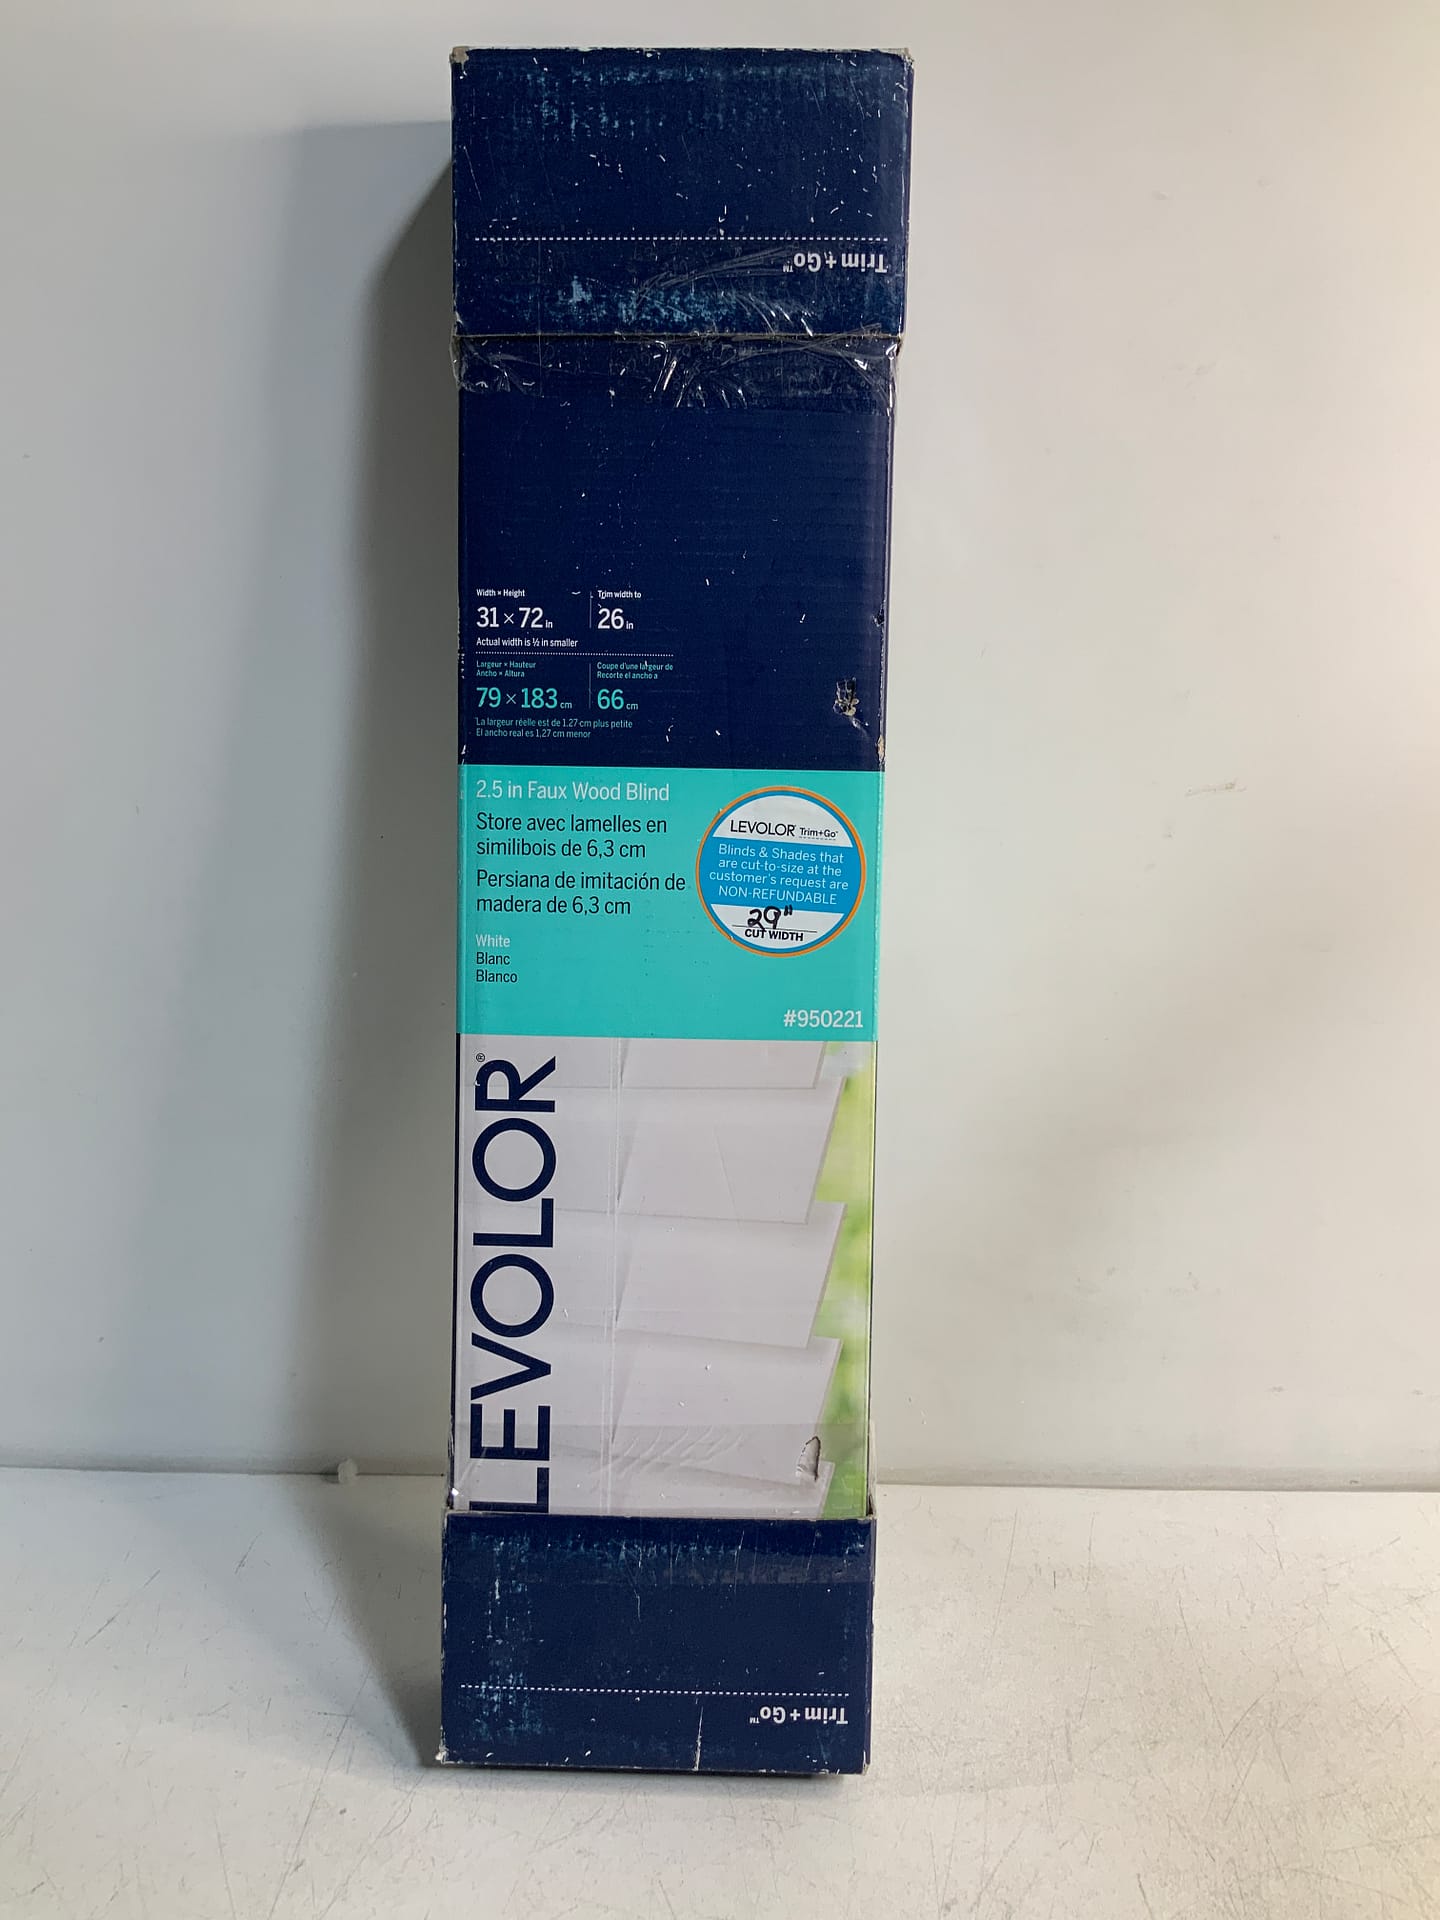 Trim + Go™
Width × Height
31 × 72 in
Actual width is ½ in smaller
Trim width to
26 in
Largeur × Hauteur
Ancho × Altura
79 × 183 cm
Coupe d'une largeur de
Recorte el ancho a
66 cm
La largeur réelle est de 1.27 cm plus petite
El ancho real es 1,27 cm menor
2.5 in Faux Wood Blind
Store avec lamelles en
similibois de 6,3 cm
Persiana de imitación de
madera de 6,3 cm
White
Blanc
Blanco
LEVOLOR® Trim+Go™
Blinds & Shades that
are cut-to-size at the
customer's request are
NON-REFUNDABLE
29"
CUT WIDTH
#950221
LEVOLOR®
Trim + Go™